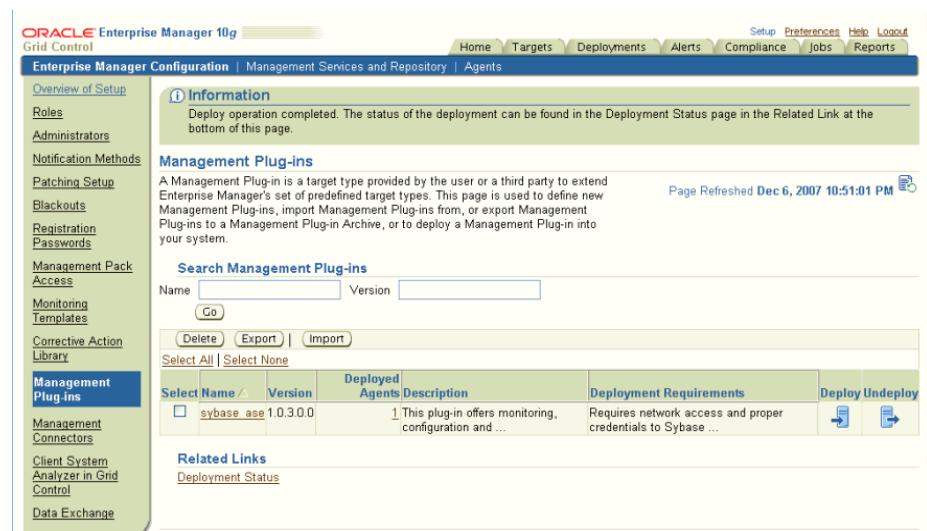 ORACLE Enterprise Manager 10g
Grid Control
Setup Preferences Help Logout
Home Targets Deployments Alerts Compliance Jobs Reports
Enterprise Manager Configuration | Management Services and Repository | Agents
Overview of Setup
Roles
Administrators
Notification Methods
Patching Setup
Blackouts
Registration
Passwords
Management Pack
Access
Monitoring
Templates
Corrective Action
Library
Management
Plug-ins
Management
Connectors
Client System
Analyzer in Grid
Control
Data Exchange
Information
Deploy operation completed. The status of the deployment can be found in the Deployment Status page in the Related Link at the
bottom of this page.
Management Plug-ins
A Management Plug-in is a target type provided by the user or a third party to extend
Enterprise Manager's set of predefined target types. This page is used to define new
Management Plug-ins, import Management Plug-ins from, or export Management
Plug-ins to a Management Plug-in Archive, or to deploy a Management Plug-in into
your system.
Page Refreshed Dec 6, 2007 10:51:01 PM
Search Management Plug-ins
Name Version
Go
Delete Export | Import
Select All | Select None
Select Name Version Deployed Agents Description Deployment Requirements Deploy Undeploy
sybase_ase 1.0.3.0.0 1 This plug-in offers monitoring, configuration and ... Requires network access and proper credentials to Sybase ...
Related Links
Deployment Status